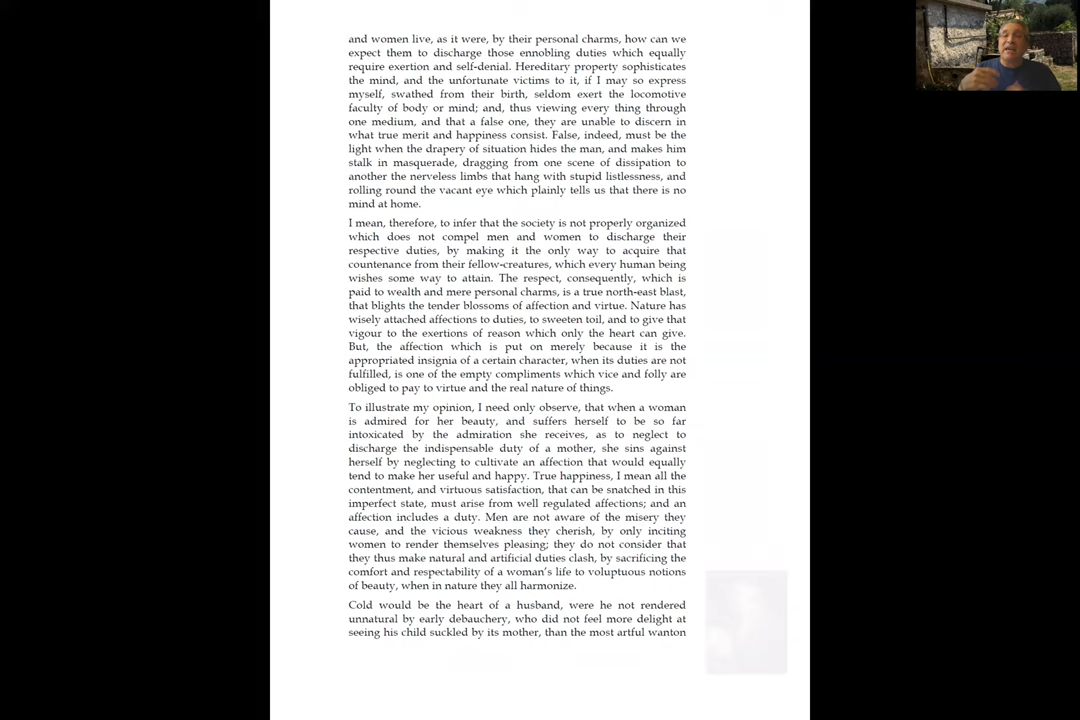 and women live, as it were, by their personal charms, how can we
expect them to discharge those ennobling duties which equally
require exertion and self-denial. Hereditary property sophisticates
the mind, and the unfortunate victims to it, if I may so express
myself, swathed from their birth, seldom exert the locomotive
faculty of body or mind; and, thus viewing every thing through
one medium, and that a false one, they are unable to discern in
what true merit and happiness consist. False, indeed, must be the
light when the drapery of situation hides the man, and makes him
stalk in masquerade, dragging from one scene of dissipation to
another the nerveless limbs that hang with stupid listlessness, and
rolling round the vacant eye which plainly tells us that there is no
mind at home.
I mean, therefore, to infer that the society is not properly organized
which does not compel men and women to discharge their
respective duties, by making it the only way to acquire that
countenance from their fellow-creatures, which every human being
wishes some way to attain. The respect, consequently, which is
paid to wealth and mere personal charms, is a true north-east blast,
that blights the tender blossoms of affection and virtue. Nature has
wisely attached affections to duties, to sweeten toil, and to give that
vigour to the exertions of reason which only the heart can give.
But, the affection which is put on merely because it is the
appropriated insignia of a certain character, when its duties are not
fulfilled, is one of the empty compliments which vice and folly are
obliged to pay to virtue and the real nature of things.
To illustrate my opinion, I need only observe, that when a woman
is admired for her beauty, and suffers herself to be so far
intoxicated by the admiration she receives, as to neglect to
discharge the indispensable duty of a mother, she sins against
herself by neglecting to cultivate an affection that would equally
tend to make her useful and happy. True happiness, I mean all the
contentment, and virtuous satisfaction, that can be snatched in this
imperfect state, must arise from well regulated affections; and an
affection includes a duty. Men are not aware of the misery they
cause, and the vicious weakness they cherish, by only inciting
women to render themselves pleasing; they do not consider that
they thus make natural and artificial duties clash, by sacrificing the
comfort and respectability of a woman's life to voluptuous notions
of beauty, when in nature they all harmonize.
Cold would be the heart of a husband, were he not rendered
unnatural by early debauchery, who did not feel more delight at
seeing his child suckled by its mother, than the most artful wanton